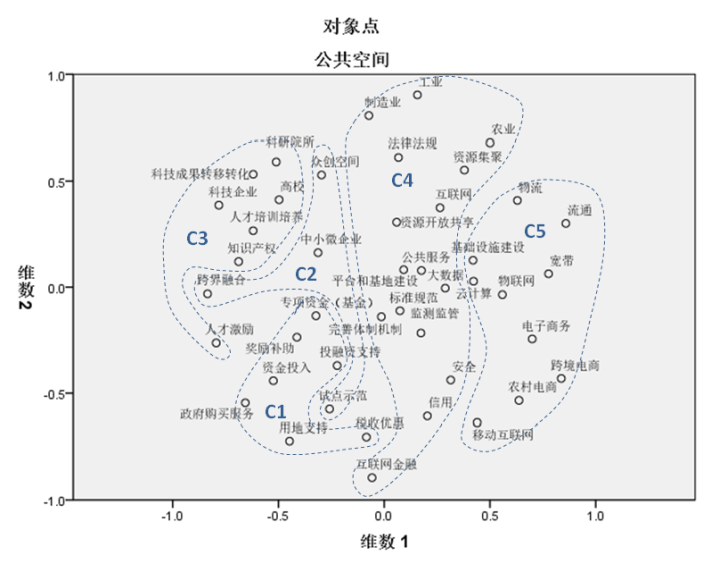 对象点
公共空间
1.0
0.5
0.0
-0.5
-1.0
维数 2
工业
制造业
农业
科研院所
法律法规
众创空间
资源集聚
科技成果转移转化
高校
C4
科技企业
互联网
物流
流通
人才培训培养
资源开放共享
C3
中小微企业
C5
知识产权
基础设施建设
公共服务
宽带
C2
跨界融合
平台和基地建设
大数据
物联网
专项资金（基金）
标准规范
云计算
人才激励
完善体制机制
监测监管
电子商务
奖励补助
投融资支持
资金投入
安全
跨境电商
试点示范
农村电商
政府购买服务
C1
信用
用地支持
税收优惠
移动互联网
互联网金融
-1.0
-0.5
0.0
0.5
1.0
维数 1